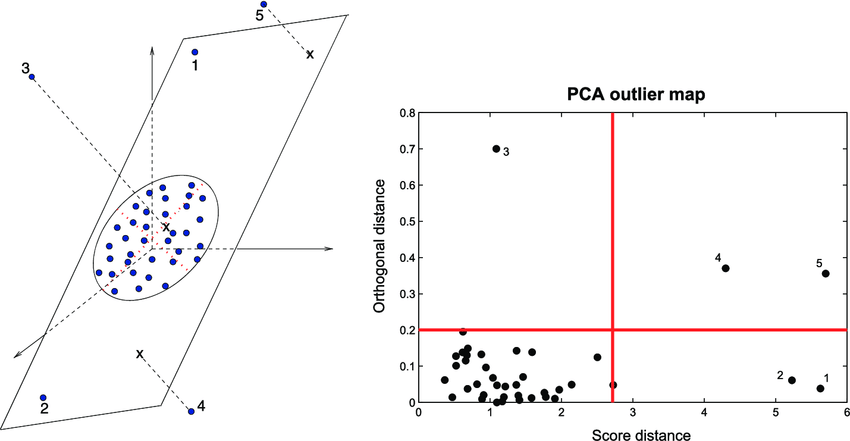 5
x
1
3
x
x
2
4
PCA outlier map
Orthogonal distance
0.8
0.7
0.6
0.5
0.4
0.3
0.2
0.1
0
3
4
5
2
1
0 1 2 3 4 5 6
Score distance